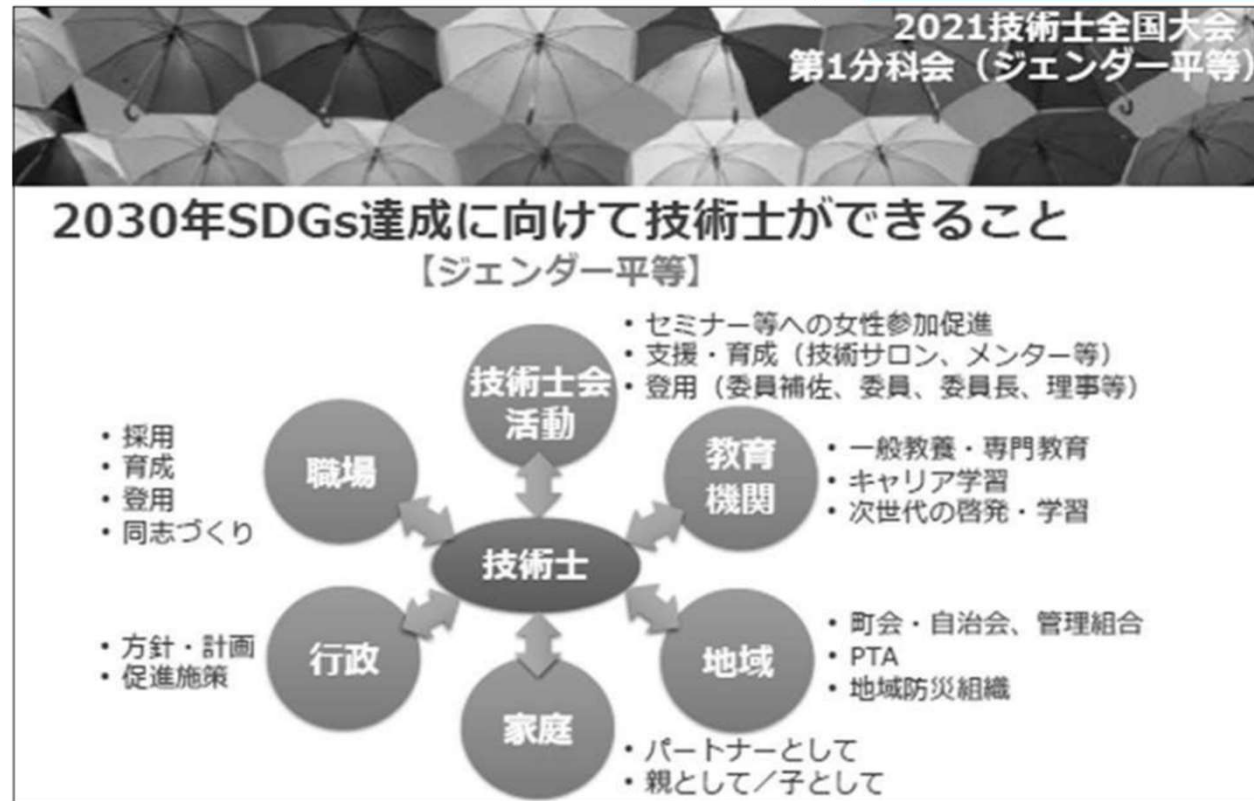 2021技術士全国大会
第1分科会（ジェンダー平等）
2030年SDGs達成に向けて技術士ができること
【ジェンダー平等】
技術士会
活動
• セミナー等への女性参加促進
• 支援・育成（技術サロン、メンター等）
• 登用（委員補佐、委員、委員長、理事等）
• 採用
• 育成
• 登用
• 同志づくり
職場
教育
機関
• 一般教養・専門教育
• キャリア学習
• 次世代の啓発・学習
技術士
• 方針・計画
• 促進施策
行政
地域
• 町会・自治会、管理組合
• PTA
• 地域防災組織
家庭
• パートナーとして
• 親として／子として